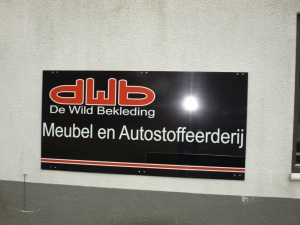 dwb
De Wild Bekleding
Meubel en Autostoffeerderij